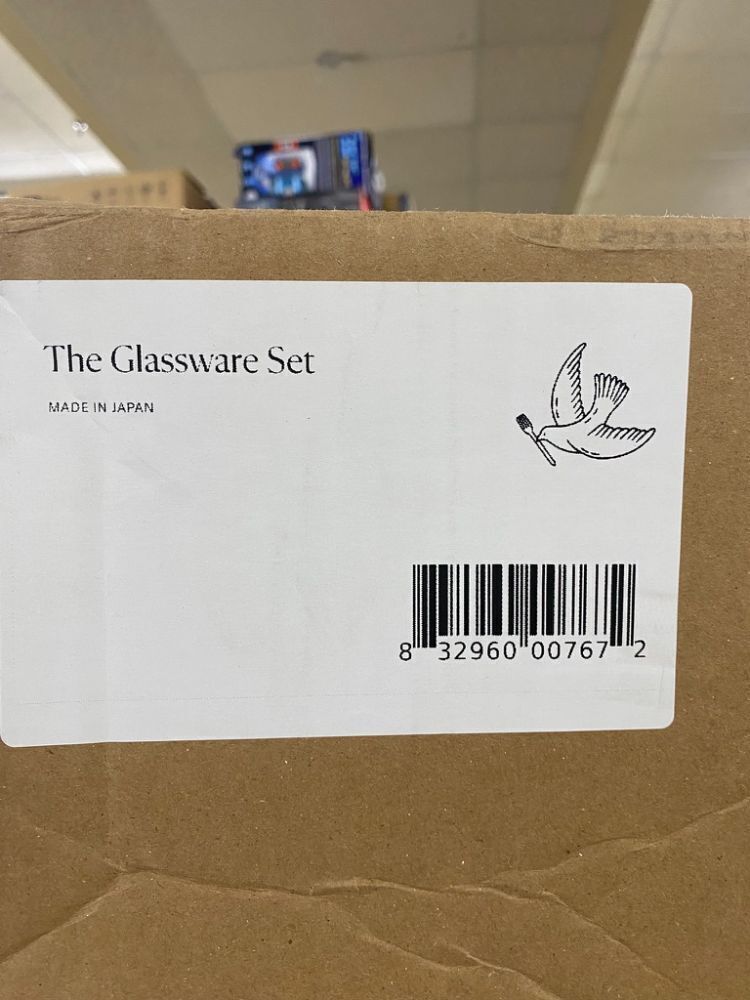 The Glassware Set
MADE IN JAPAN
8 32960 00767 2